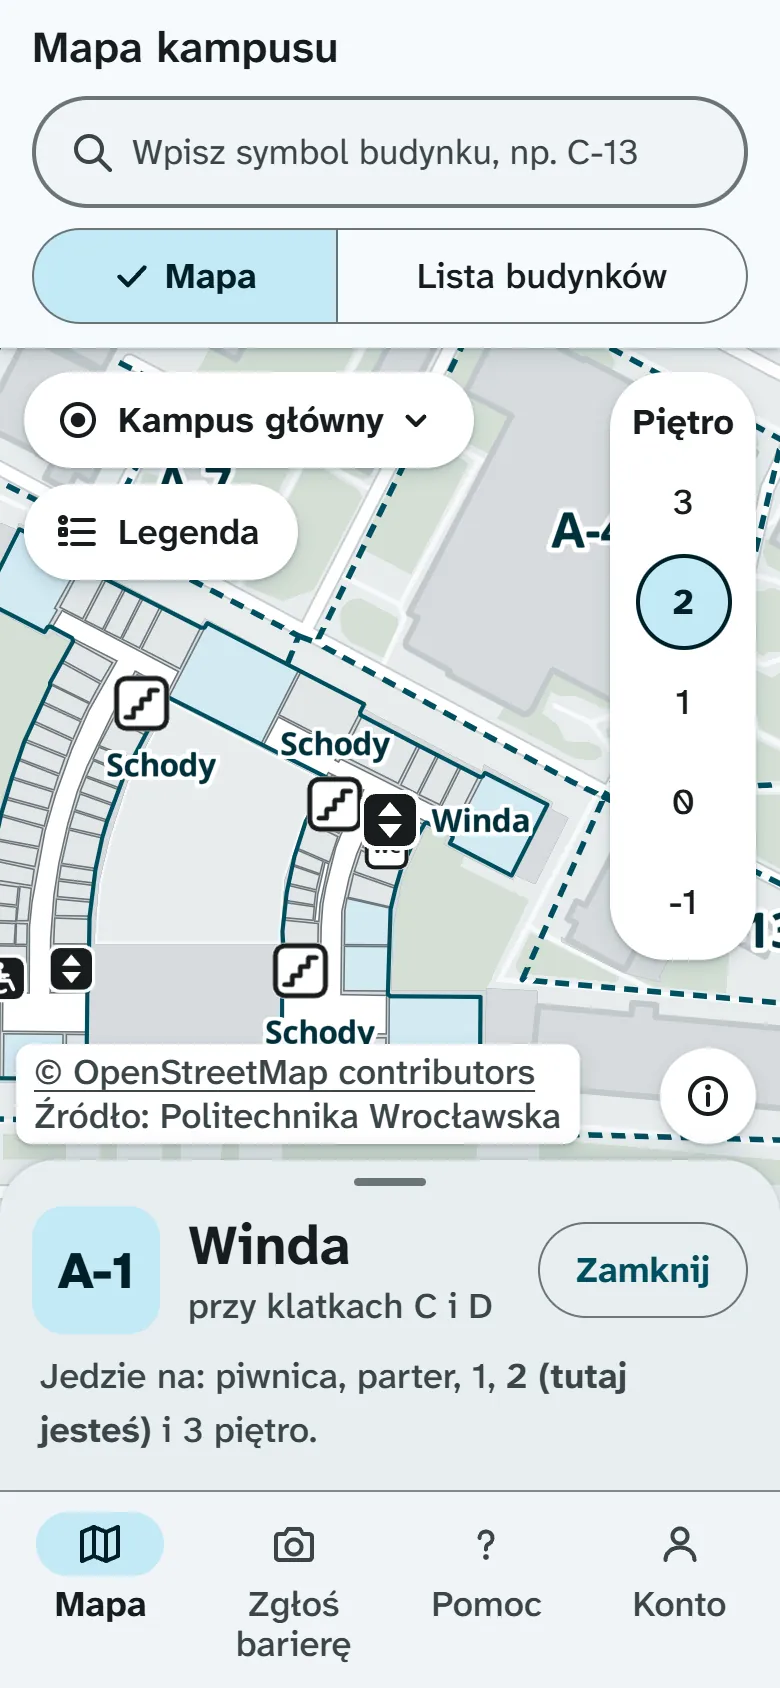 Mapa kampusu
Wpisz symbol budynku, np. C-13
Mapa
Lista budynków
Kampus główny
Piętro
A-7
Legenda
3
2
1
0
-1
Schody
Schody
Winda
Schody
© OpenStreetMap contributors
Źródło: Politechnika Wrocławska
A-1
Winda
przy klatkach C i D
Zamknij
Jedzie na: piwnica, parter, 1, 2 (tutaj
jesteś) i 3 piętro.
Mapa
Zgłoś
barierę
Pomoc
Konto